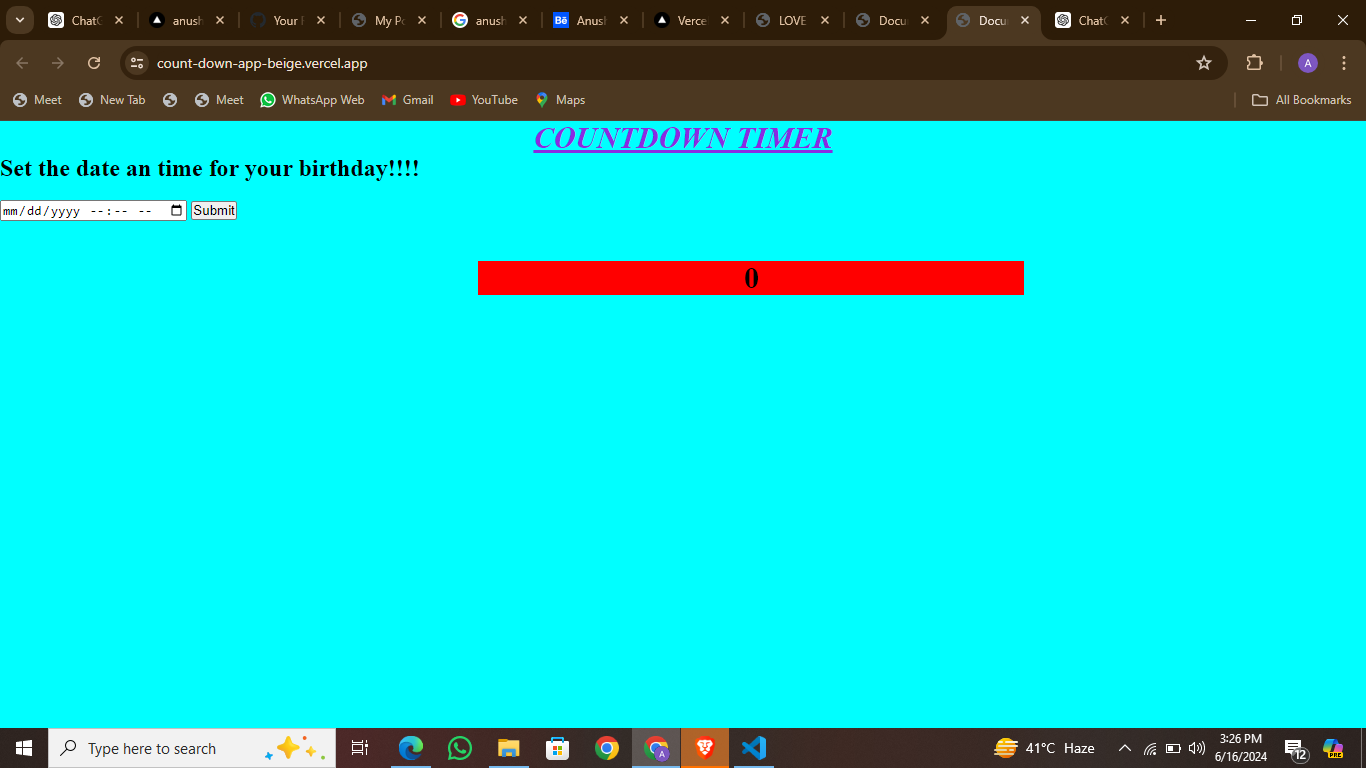 ChatG
anush
Your F
My Po
anush
Bē Anush
Verce
LOVE
Docu
Docu
ChatG
count-down-app-beige.vercel.app
A
Meet
New Tab
Meet
WhatsApp Web
Gmail
YouTube
Maps
All Bookmarks
COUNTDOWN TIMER
Set the date an time for your birthday!!!!
mm/dd/yyyy --:-- --
Submit
0
Type here to search
41°C Haze
3:26 PM
6/16/2024
12
PRE